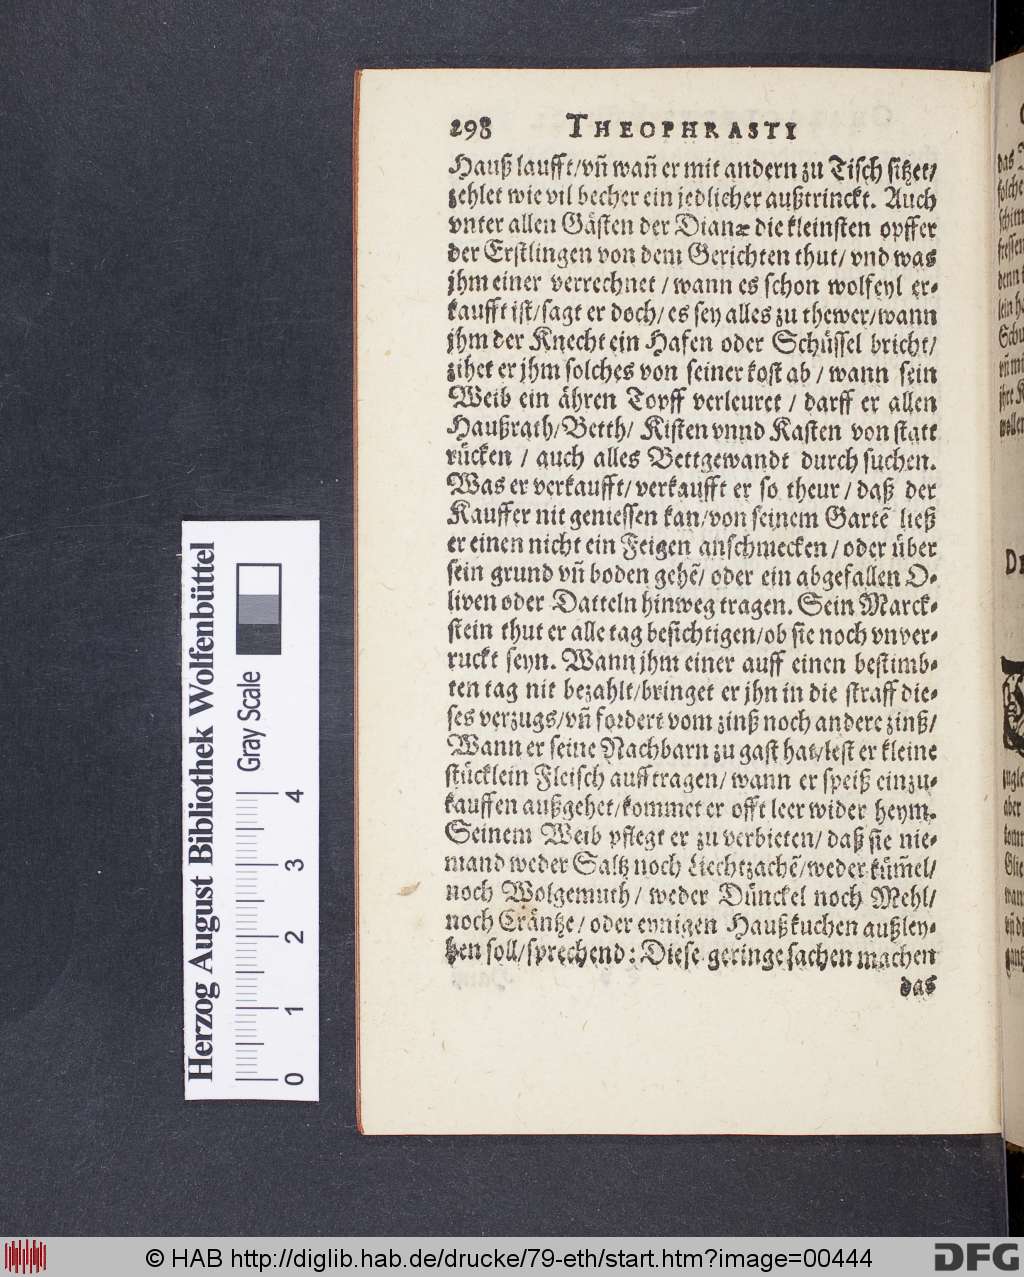 298 THEOPHRASTI
Hauß laufft/vñ wañ er mit andern zu Tisch sitzet/
zehlet wie vil becher ein jedlicher außtrinckt. Auch
vnter allen Gästen der Dianæ die kleinsten opffer
der Erstlingen von dem Gerichten thut/ vnd was
jhm einer verrechnet / wann es schon wolfeyl er-
kaufft ist/sagt er doch/ es sey alles zu thewer/wann
jhm der Knecht ein Hafen oder Schüssel bricht/
zihet er jhm solches von seiner kost ab / wann sein
Weib ein ähren Topff verleuret / darff er allen
Haußrath/Betth/ Kisten vnnd Kasten von statt
rücken / auch alles Bettgewandt durch suchen.
Was er verkaufft/ verkaufft er so theur / daß der
Kauffer nit geniessen kan/von seinem Gartẽ ließ
er einen nicht ein Feigen anschmecken / oder über
sein grund vñ boden gehẽ/ oder ein abgefallen O-
liven oder Datteln hinweg tragen. Sein Marck-
stein thut er alle tag besichtigen/ob sie noch vnver-
ruckt seyn. Wann jhm einer auff einen bestimb-
ten tag nit bezahlt/bringet er jhn in die straff die-
ses verzugs/vñ fordert vom zinß noch andere zinß/
Wann er seine Nachbarn zu gast hat/lest er kleine
stücklein Fleisch aufftragen/ wann er speiß einzu-
kauffen außgehet/kommet er offt leer wider heym.
Seinem Weib pflegt er zu verbieten/ daß sie nie-
mand weder Saltz noch Liechtzachẽ/weder küm̃el/
noch Wolgemuth / weder Dünckel noch Mehl/
noch Cräntze / oder eynigen Haußkuchen außley-
hen soll/sprechend: Diese geringe sachen machen
das
Herzog August Bibliothek Wolfenbüttel
Gray Scale
0 1 2 3 4
© HAB http://diglib.hab.de/drucke/79-eth/start.htm?image=00444
DFG